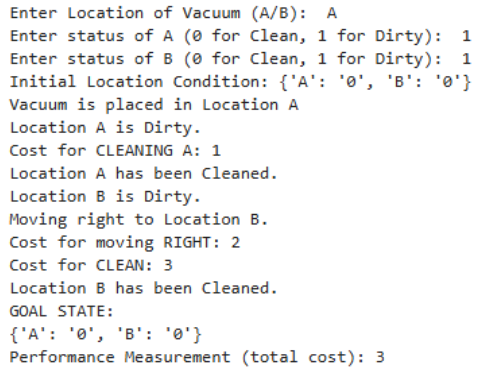 Enter Location of Vacuum (A/B):  A
Enter status of A (0 for Clean, 1 for Dirty):  1
Enter status of B (0 for Clean, 1 for Dirty):  1
Initial Location Condition: {'A': '0', 'B': '0'}
Vacuum is placed in Location A
Location A is Dirty.
Cost for CLEANING A: 1
Location A has been Cleaned.
Location B is Dirty.
Moving right to Location B.
Cost for moving RIGHT: 2
Cost for CLEAN: 3
Location B has been Cleaned.
GOAL STATE:
{'A': '0', 'B': '0'}
Performance Measurement (total cost): 3